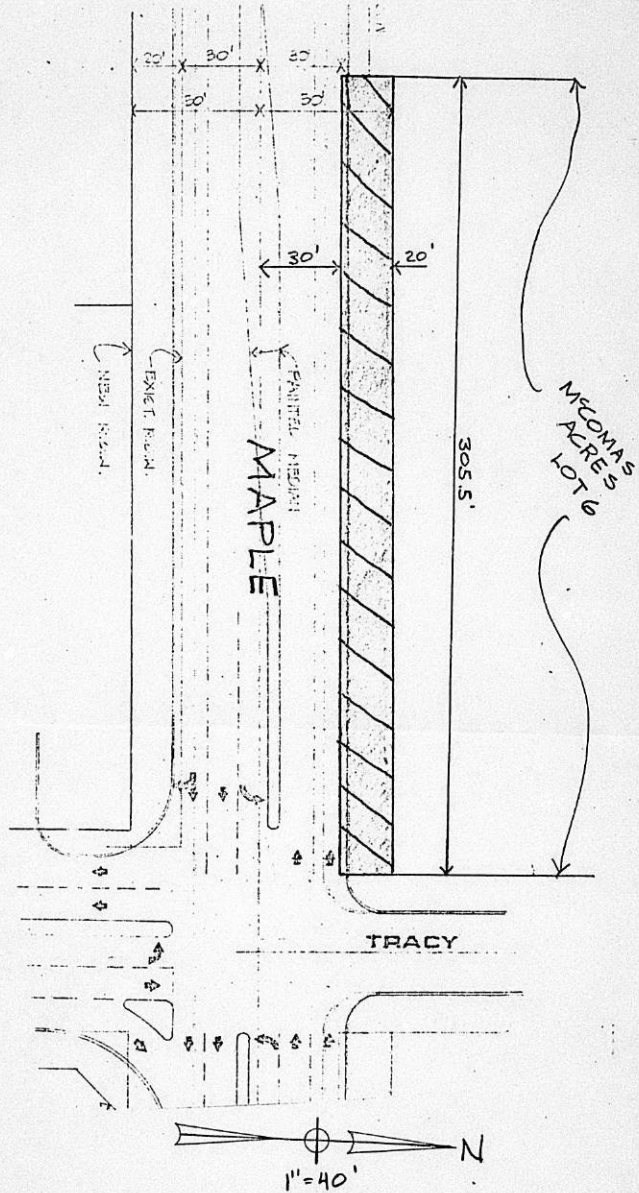 20' 30' 30'
50' 50'
30' 20'
305.5'
McCOMAS
ACRES
LOT 6
NEW R.O.W.
EXIST. R.O.W.
PAINTED MEDIAN
MAPLE
TRACY
N
1"=40'